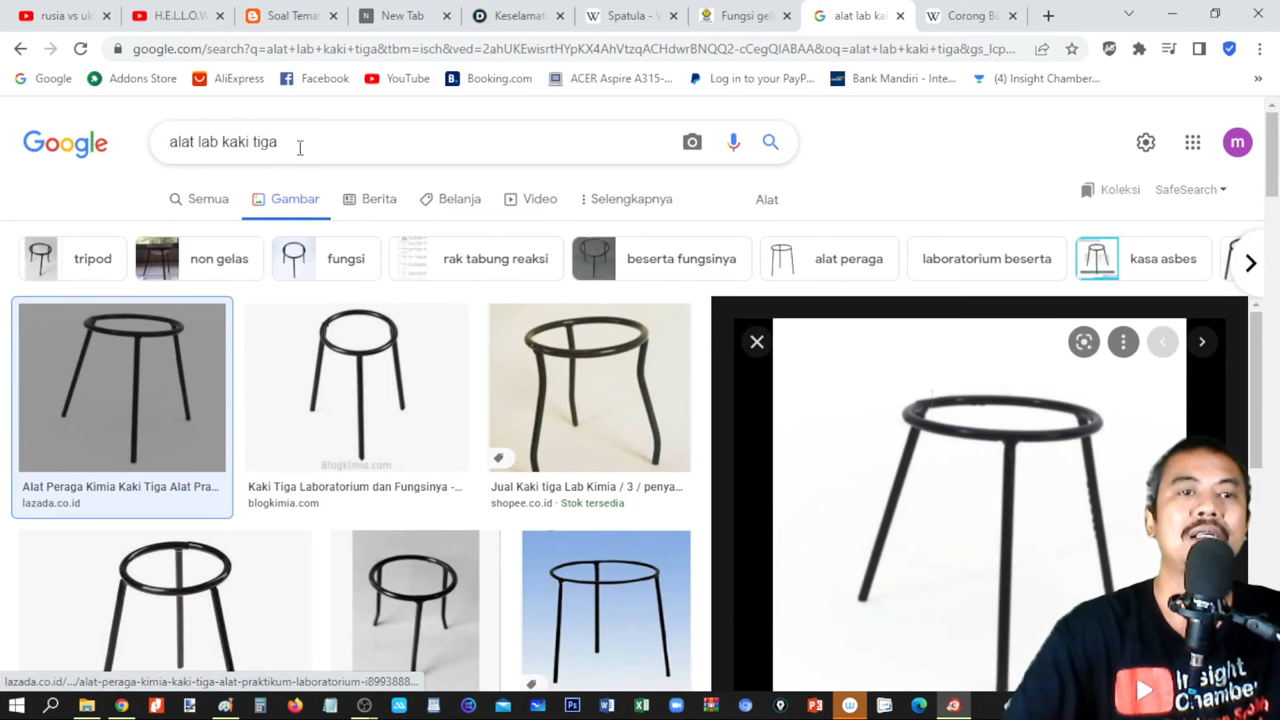 rusia vs uk
H.E.L.L.O.W
Soal Temat
New Tab
Keselamat
Spatula - W
Fungsi gel
alat lab kak
Corong Bu
google.com/search?q=alat+lab+kaki+tiga&tbm=isch&ved=2ahUKEwisrtHYpKX4AhVtzqACHdwrBNQQ2-cCegQIABAA&oq=alat+lab+kaki+tiga&gs_lcp...
Google
Addons Store
AliExpress
Facebook
YouTube
Booking.com
ACER Aspire A315-...
Log in to your PayP...
Bank Mandiri - Inte...
(4) Insight Chamber...
Google
alat lab kaki tiga
m
Semua
Gambar
Berita
Belanja
Video
Selengkapnya
Alat
Koleksi
SafeSearch
tripod
non gelas
fungsi
rak tabung reaksi
beserta fungsinya
alat peraga
laboratorium beserta
kasa asbes
Blogkimia.com
Alat Peraga Kimia Kaki Tiga Alat Pra...
lazada.co.id
Kaki Tiga Laboratorium dan Fungsinya -...
blogkimia.com
Jual Kaki tiga Lab Kimia / 3 / penya...
shopee.co.id · Stok tersedia
lazada.co.id/.../alat-peraga-kimia-kaki-tiga-alat-praktikum-laboratorium-i8993888...
Insight
Chamber